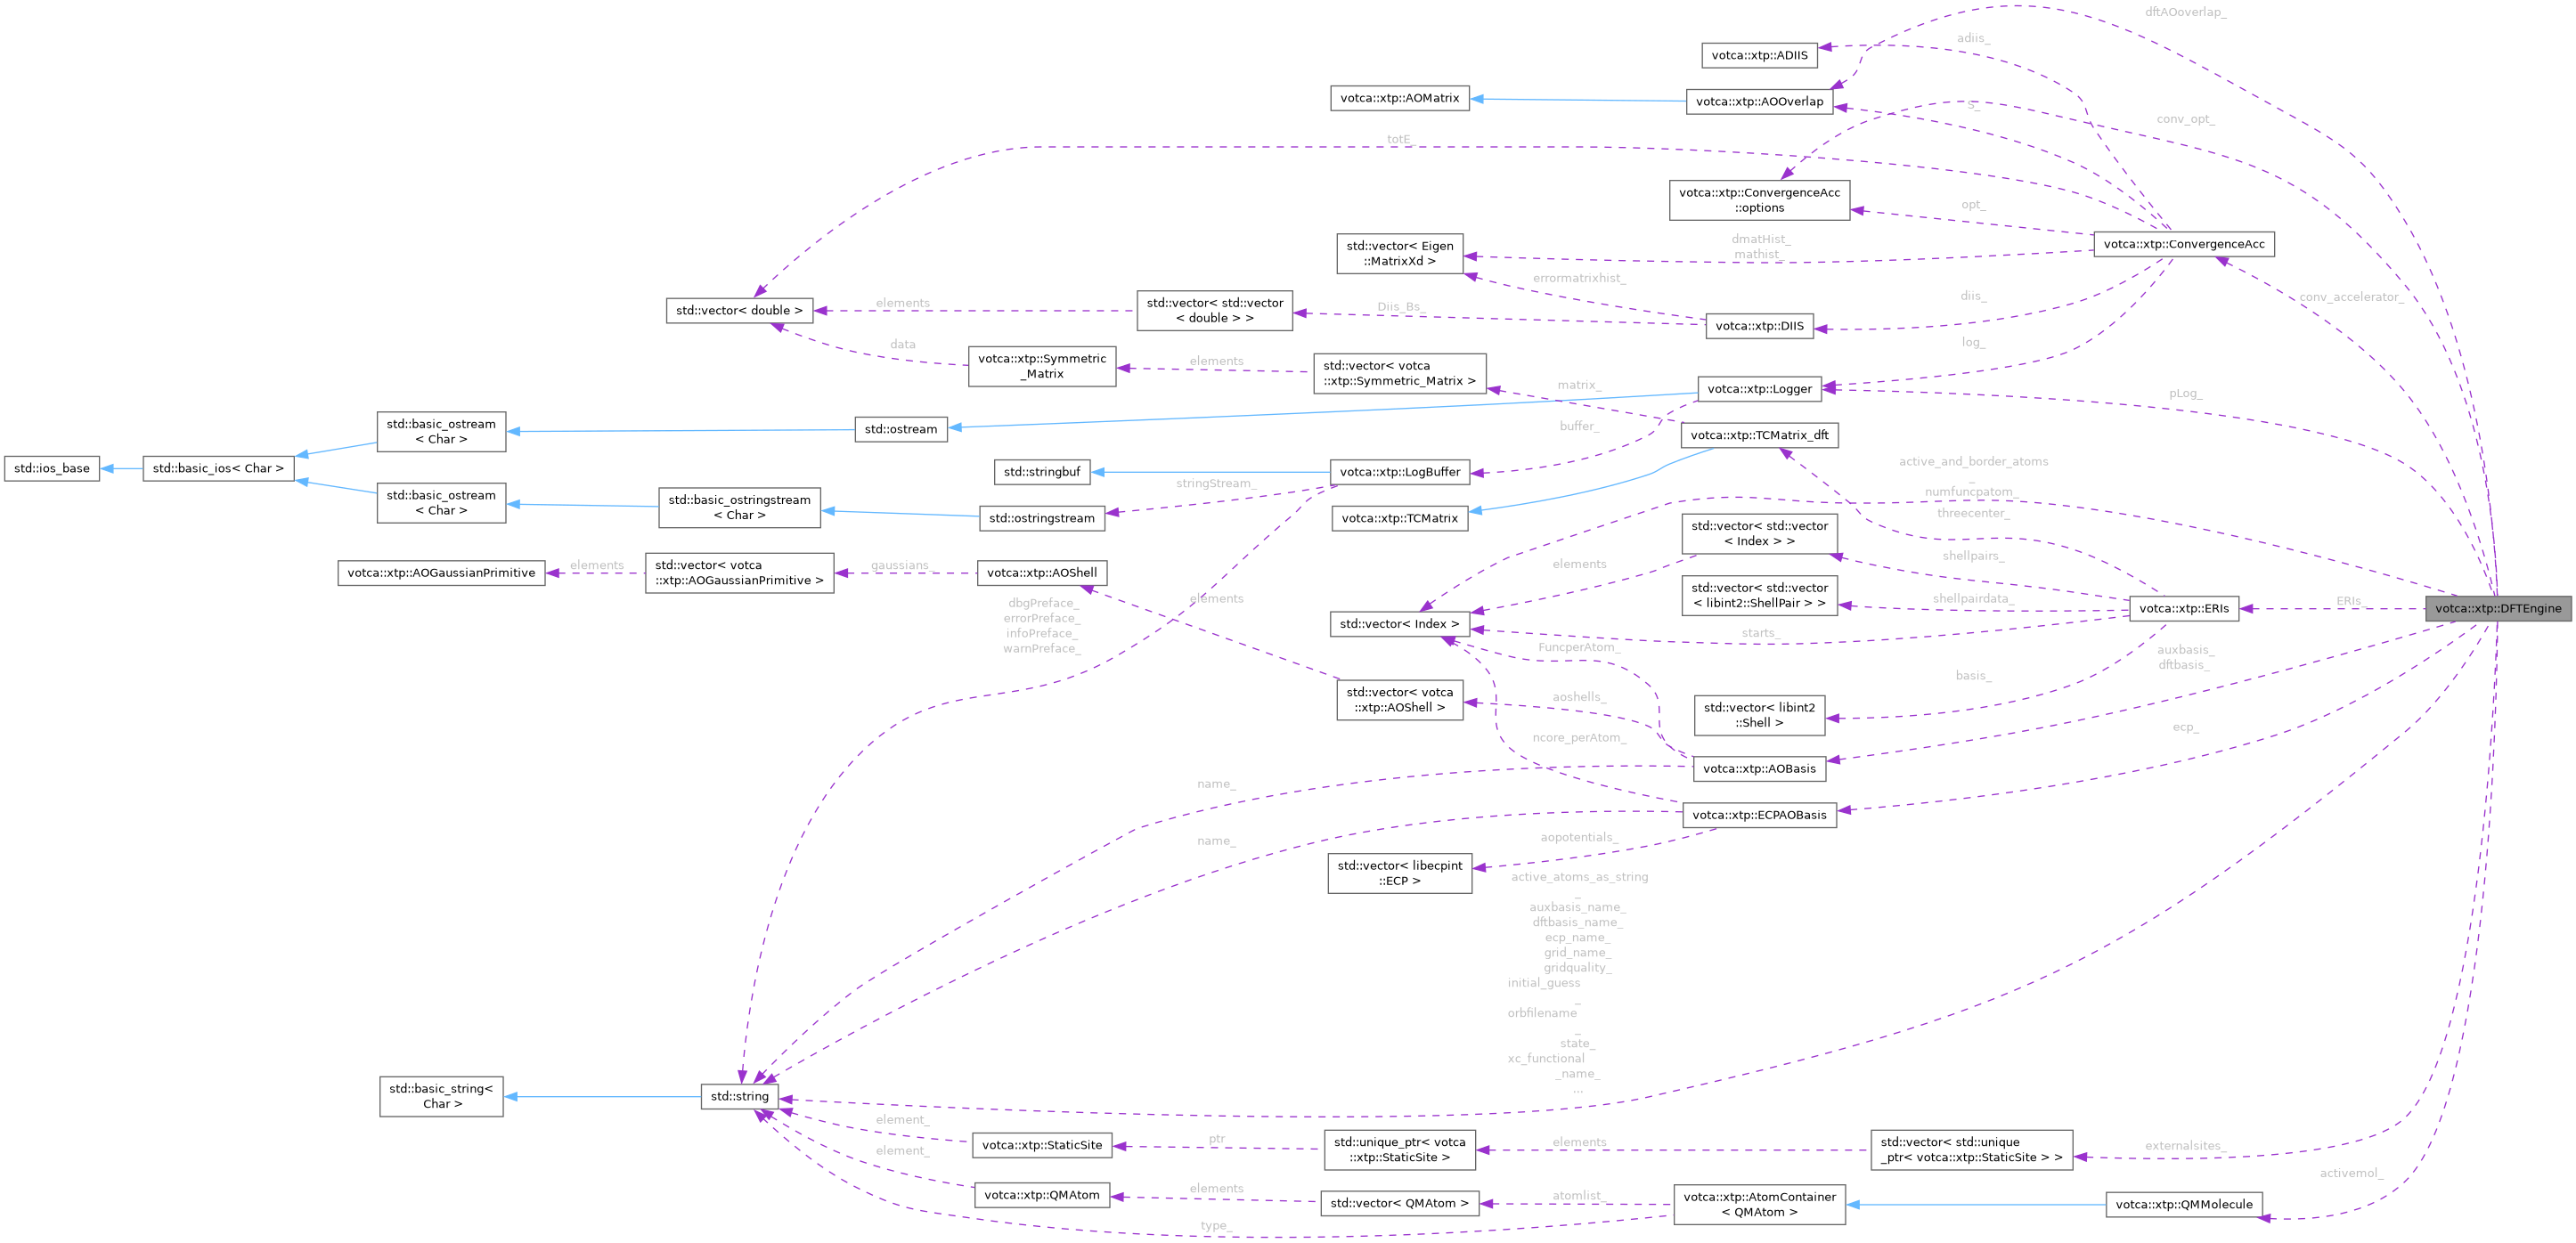 dftAOoverlap_
adiis_
votca::xtp::ADIIS
votca::xtp::AOMatrix
votca::xtp::AOOverlap
S_
conv_opt_
totE_
votca::xtp::ConvergenceAcc
::options
opt_
std::vector< Eigen
::MatrixXd >
dmatHist_
mathist_
votca::xtp::ConvergenceAcc
errormatrixhist_
std::vector< double >
elements
std::vector< std::vector
< double > >
Diis_Bs_
diis_
conv_accelerator_
votca::xtp::DIIS
data
votca::xtp::Symmetric
_Matrix
elements
std::vector< votca
::xtp::Symmetric_Matrix >
log_
matrix_
votca::xtp::Logger
pLog_
std::basic_ostream
< Char >
std::ostream
buffer_
votca::xtp::TCMatrix_dft
std::ios_base
std::basic_ios< Char >
std::stringbuf
votca::xtp::LogBuffer
active_and_border_atoms
_
numfuncpatom_
stringStream_
std::basic_ostream
< Char >
std::basic_ostringstream
< Char >
std::ostringstream
votca::xtp::TCMatrix
threecenter_
std::vector< std::vector
< Index > >
shellpairs_
votca::xtp::AOGaussianPrimitive
elements
std::vector< votca
::xtp::AOGaussianPrimitive >
gaussians_
votca::xtp::AOShell
elements
std::vector< std::vector
< libint2::ShellPair > >
shellpairdata_
votca::xtp::ERIs
ERIs_
votca::xtp::DFTEngine
dbgPreface_
errorPreface_
infoPreface_
warnPreface_
elements
std::vector< Index >
starts_
FuncperAtom_
auxbasis_
dftbasis_
basis_
std::vector< votca
::xtp::AOShell >
aoshells_
std::vector< libint2
::Shell >
ecp_
ncore_perAtom_
votca::xtp::AOBasis
name_
votca::xtp::ECPAOBasis
name_
aopotentials_
std::vector< libecpint
::ECP >
active_atoms_as_string
_
auxbasis_name_
dftbasis_name_
ecp_name_
grid_name_
gridquality_
initial_guess
_
orbfilename
_
state_
xc_functional
_name_
...
std::basic_string<
Char >
std::string
element_
votca::xtp::StaticSite
ptr
std::unique_ptr< votca
::xtp::StaticSite >
elements
std::vector< std::unique
_ptr< votca::xtp::StaticSite > >
externalsites_
element_
votca::xtp::QMAtom
elements
std::vector< QMAtom >
atomlist_
votca::xtp::AtomContainer
< QMAtom >
votca::xtp::QMMolecule
activemol_
type_